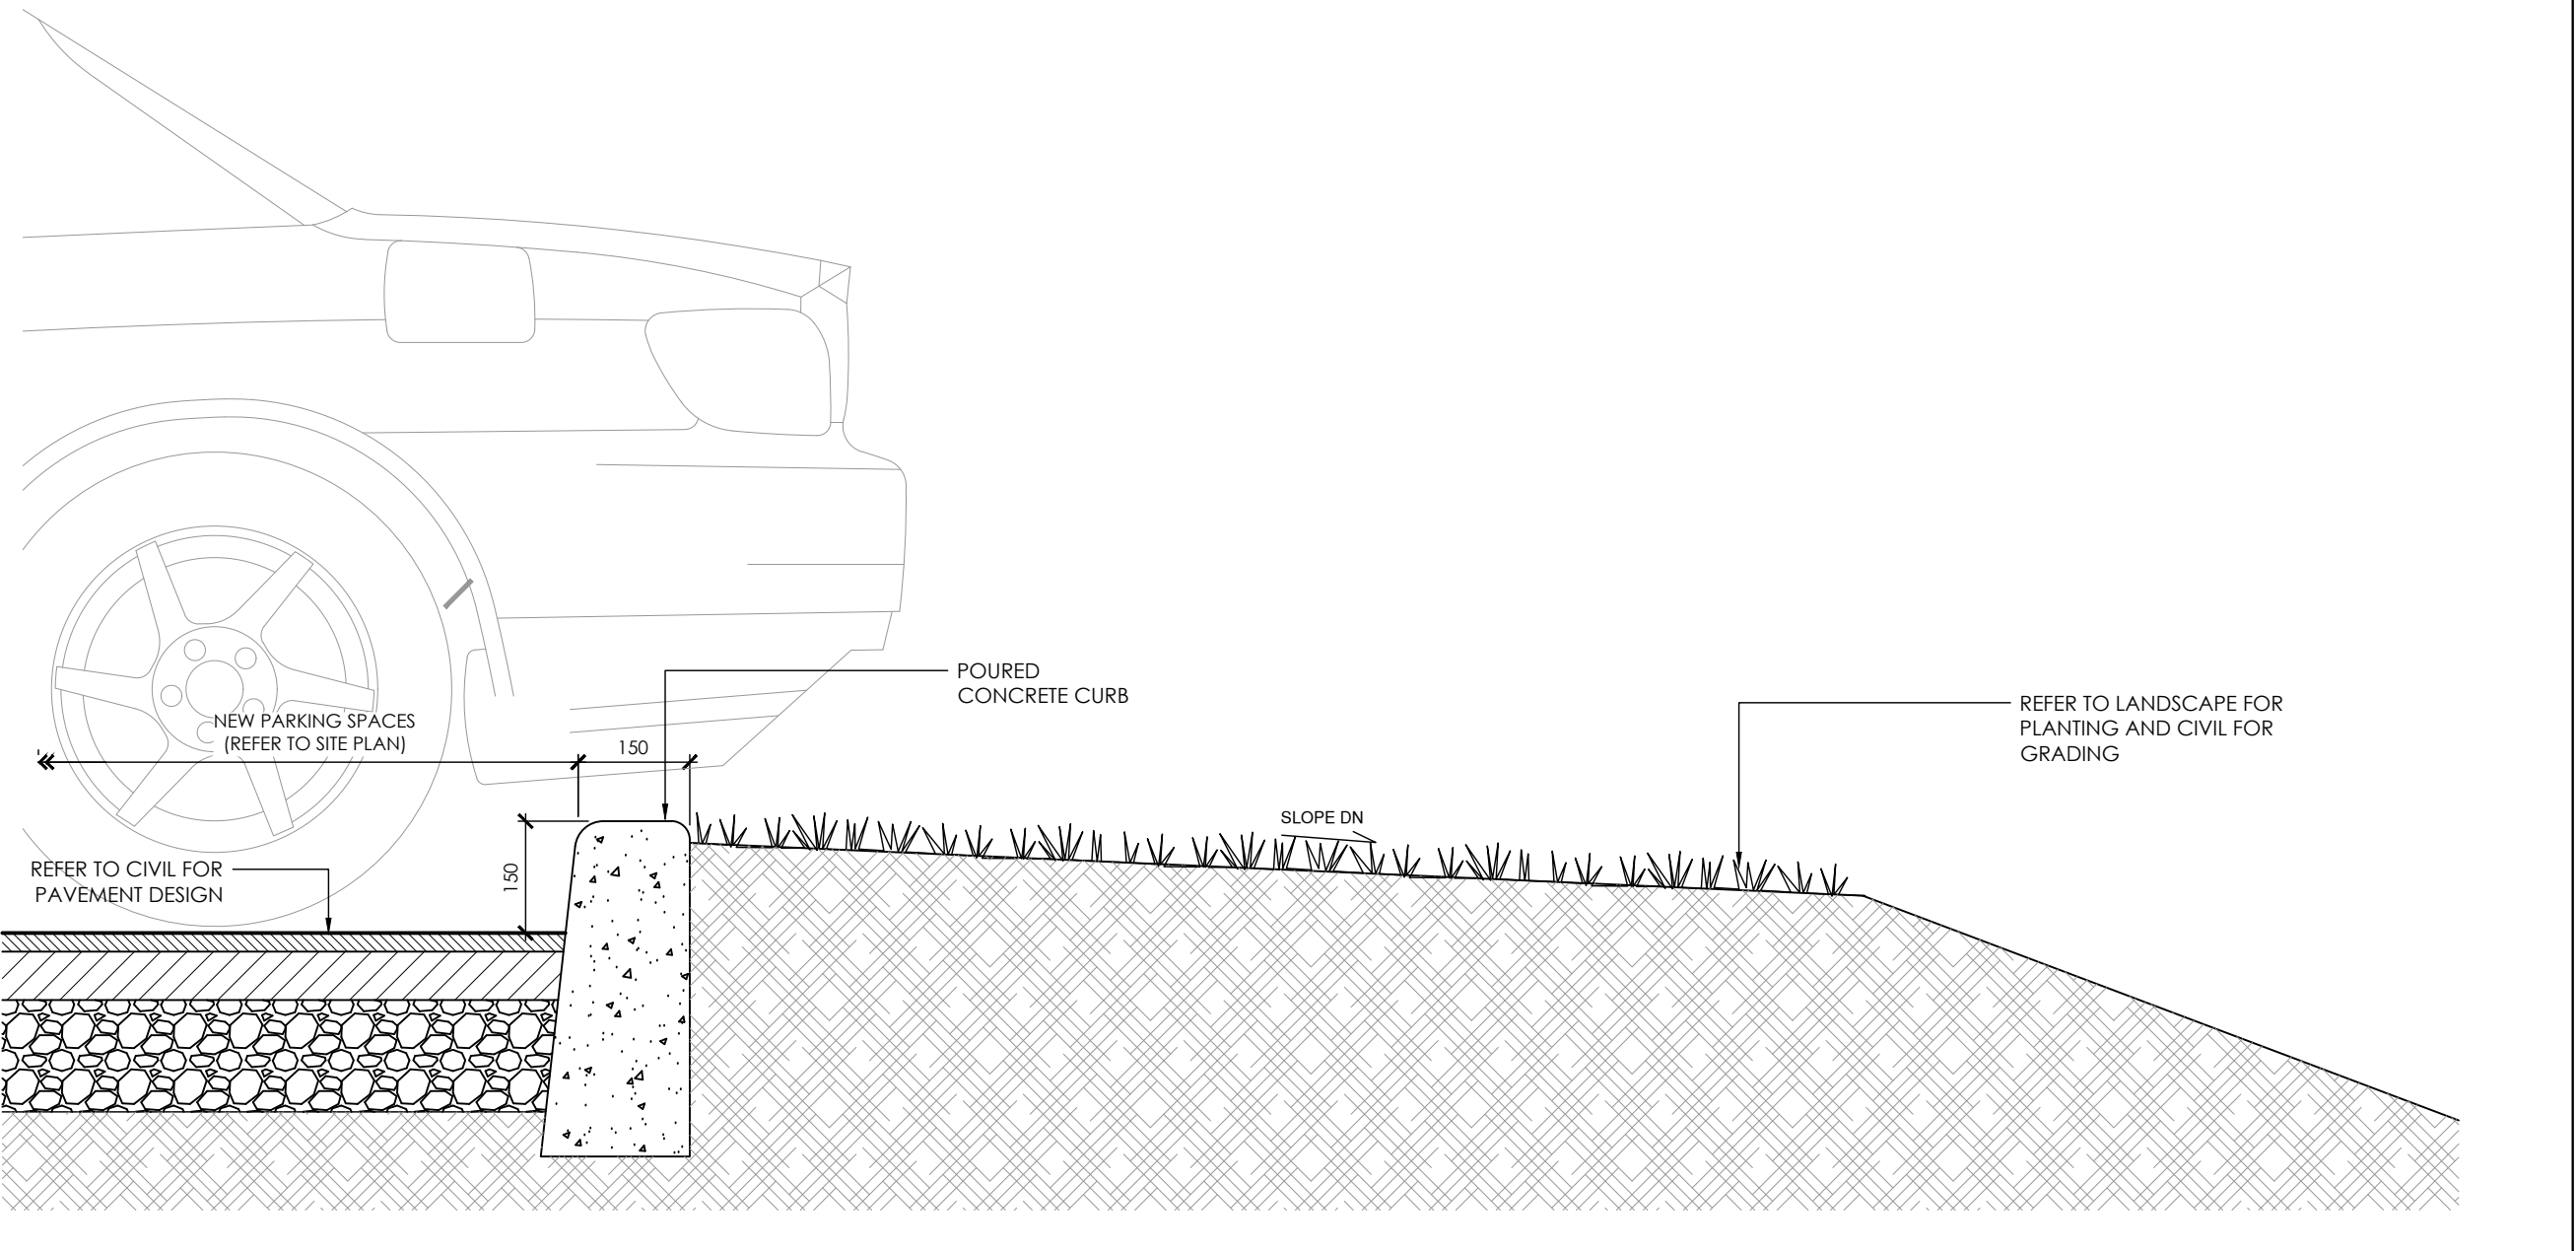 POURED
CONCRETE CURB
REFER TO LANDSCAPE FOR
PLANTING AND CIVIL FOR
GRADING
NEW PARKING SPACES
(REFER TO SITE PLAN)
150
SLOPE DN
150
REFER TO CIVIL FOR
PAVEMENT DESIGN